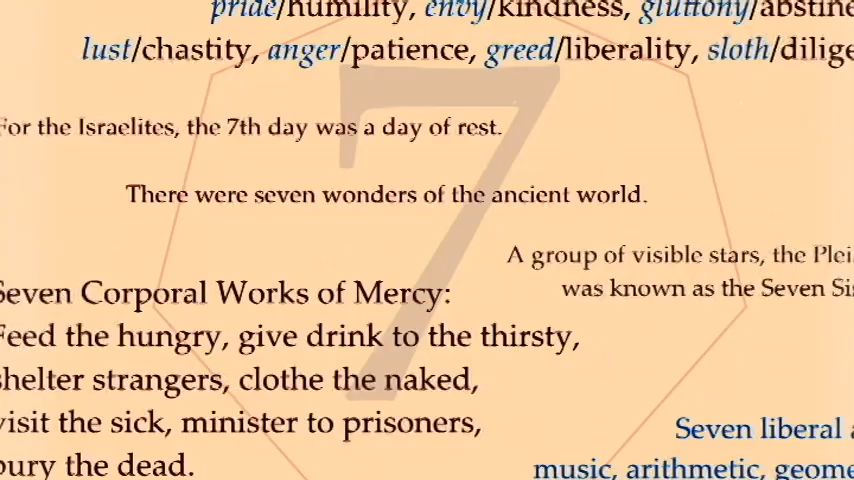 pride/humility, envy/kindness, gluttony/abstine
lust/chastity, anger/patience, greed/liberality, sloth/dilige
For the Israelites, the 7th day was a day of rest.
7
There were seven wonders of the ancient world.
A group of visible stars, the Plei
was known as the Seven Sis
Seven Corporal Works of Mercy:
Feed the hungry, give drink to the thirsty,
shelter strangers, clothe the naked,
visit the sick, minister to prisoners,
bury the dead.
Seven liberal a
music, arithmetic, geome